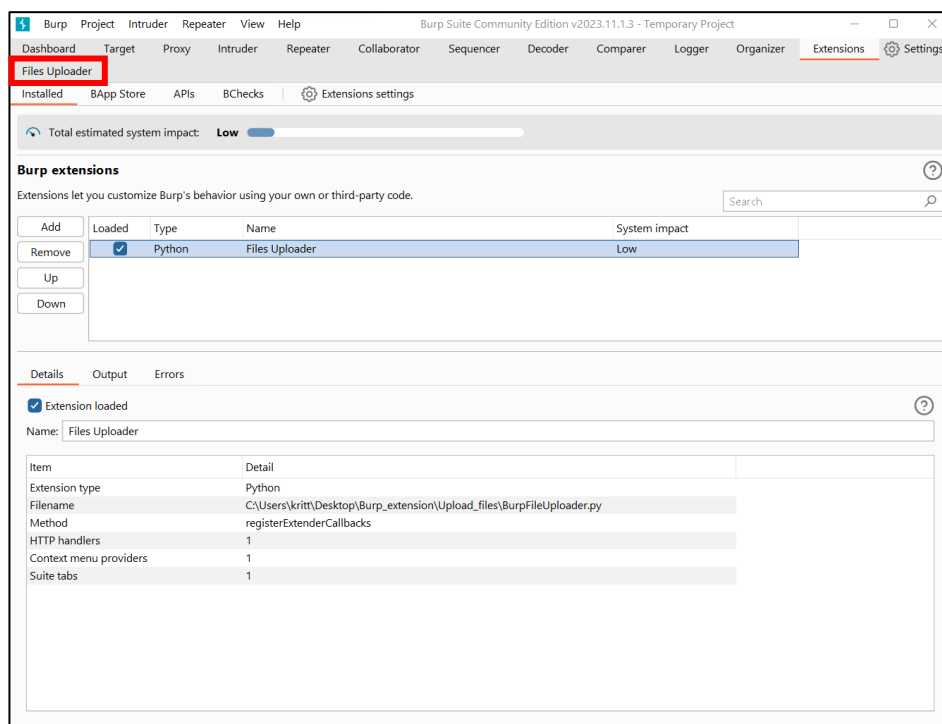 Burp Project Intruder Repeater View Help Burp Suite Community Edition v2023.11.1.3 - Temporary Project
Dashboard Target Proxy Intruder Repeater Collaborator Sequencer Decoder Comparer Logger Organizer Extensions Settings
Files Uploader
Installed BApp Store APIs BChecks Extensions settings
Total estimated system impact: Low
Burp extensions
Extensions let you customize Burp's behavior using your own or third-party code.
Search
Add Loaded Type Name System impact
Remove Python Files Uploader Low
Up
Down
Details Output Errors
Extension loaded
Name: Files Uploader
Item Detail
Extension type Python
Filename C:\Users\kritt\Desktop\Burp_extension\Upload_files\BurpFileUploader.py
Method registerExtenderCallbacks
HTTP handlers 1
Context menu providers 1
Suite tabs 1